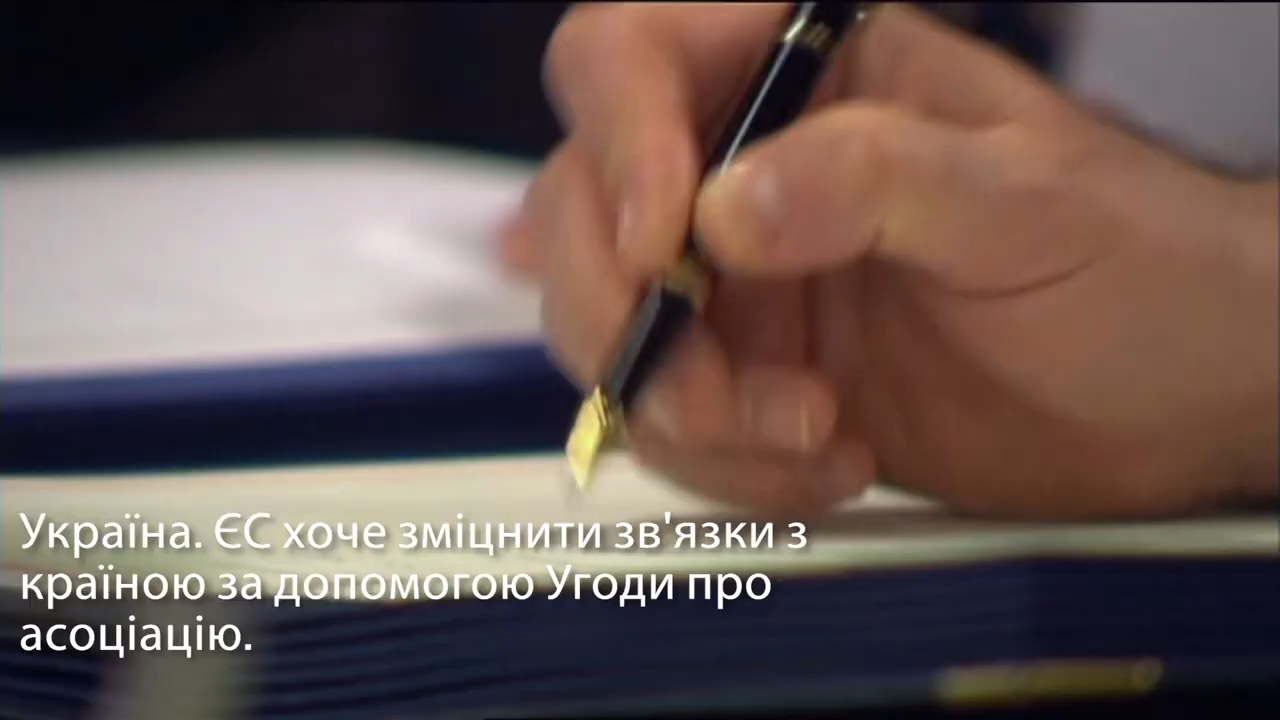 Україна. ЄС хоче зміцнити зв'язки з
країною за допомогою Угоди про
асоціацію.